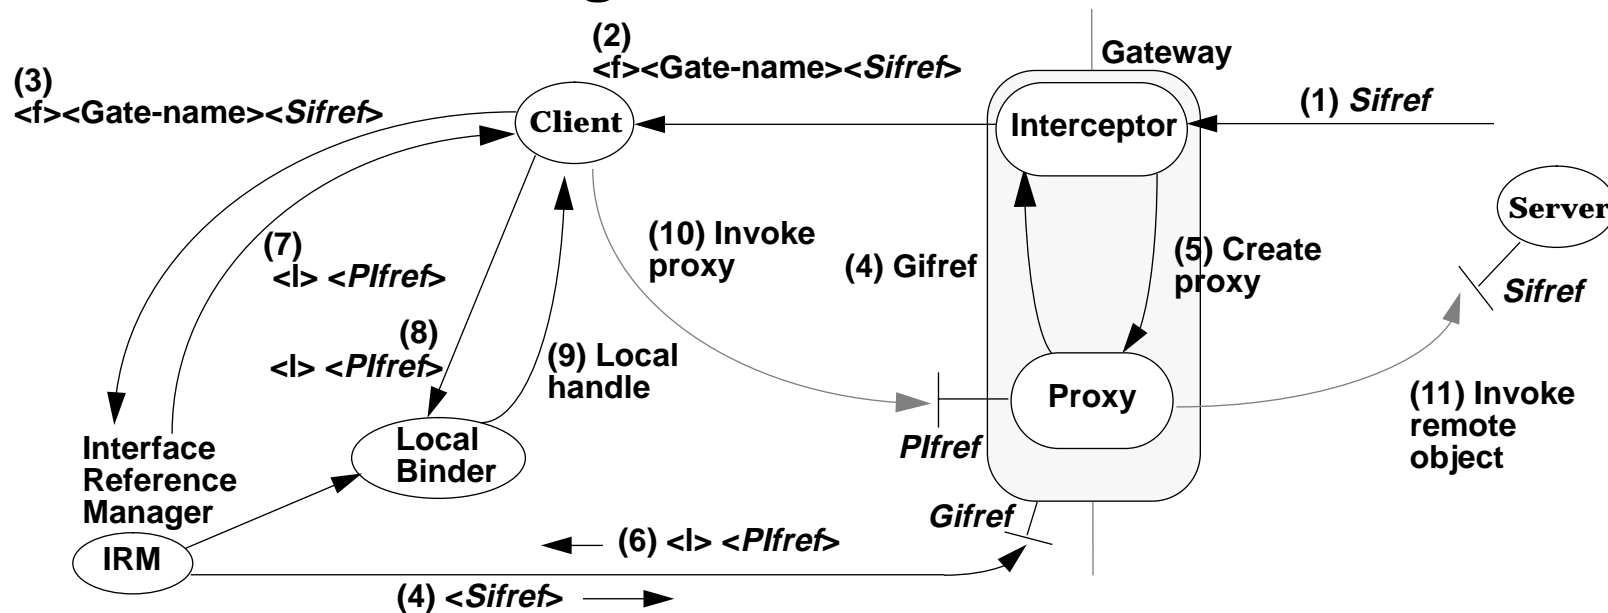 (2)
<f><Gate-name><Sifref>
Gateway
(3)
<f><Gate-name><Sifref>
(1) Sifref
Client
Interceptor
Server
(7)
<I> <PIfref>
(10) Invoke
proxy
(4) Gifref
(5) Create
proxy
Sifref
(8)
<I> <PIfref>
(9) Local
handle
Proxy
(11) Invoke
remote
object
Interface
Reference
Manager
Local
Binder
PIfref
Gifref
(6) <I> <PIfref>
IRM
(4) <Sifref>